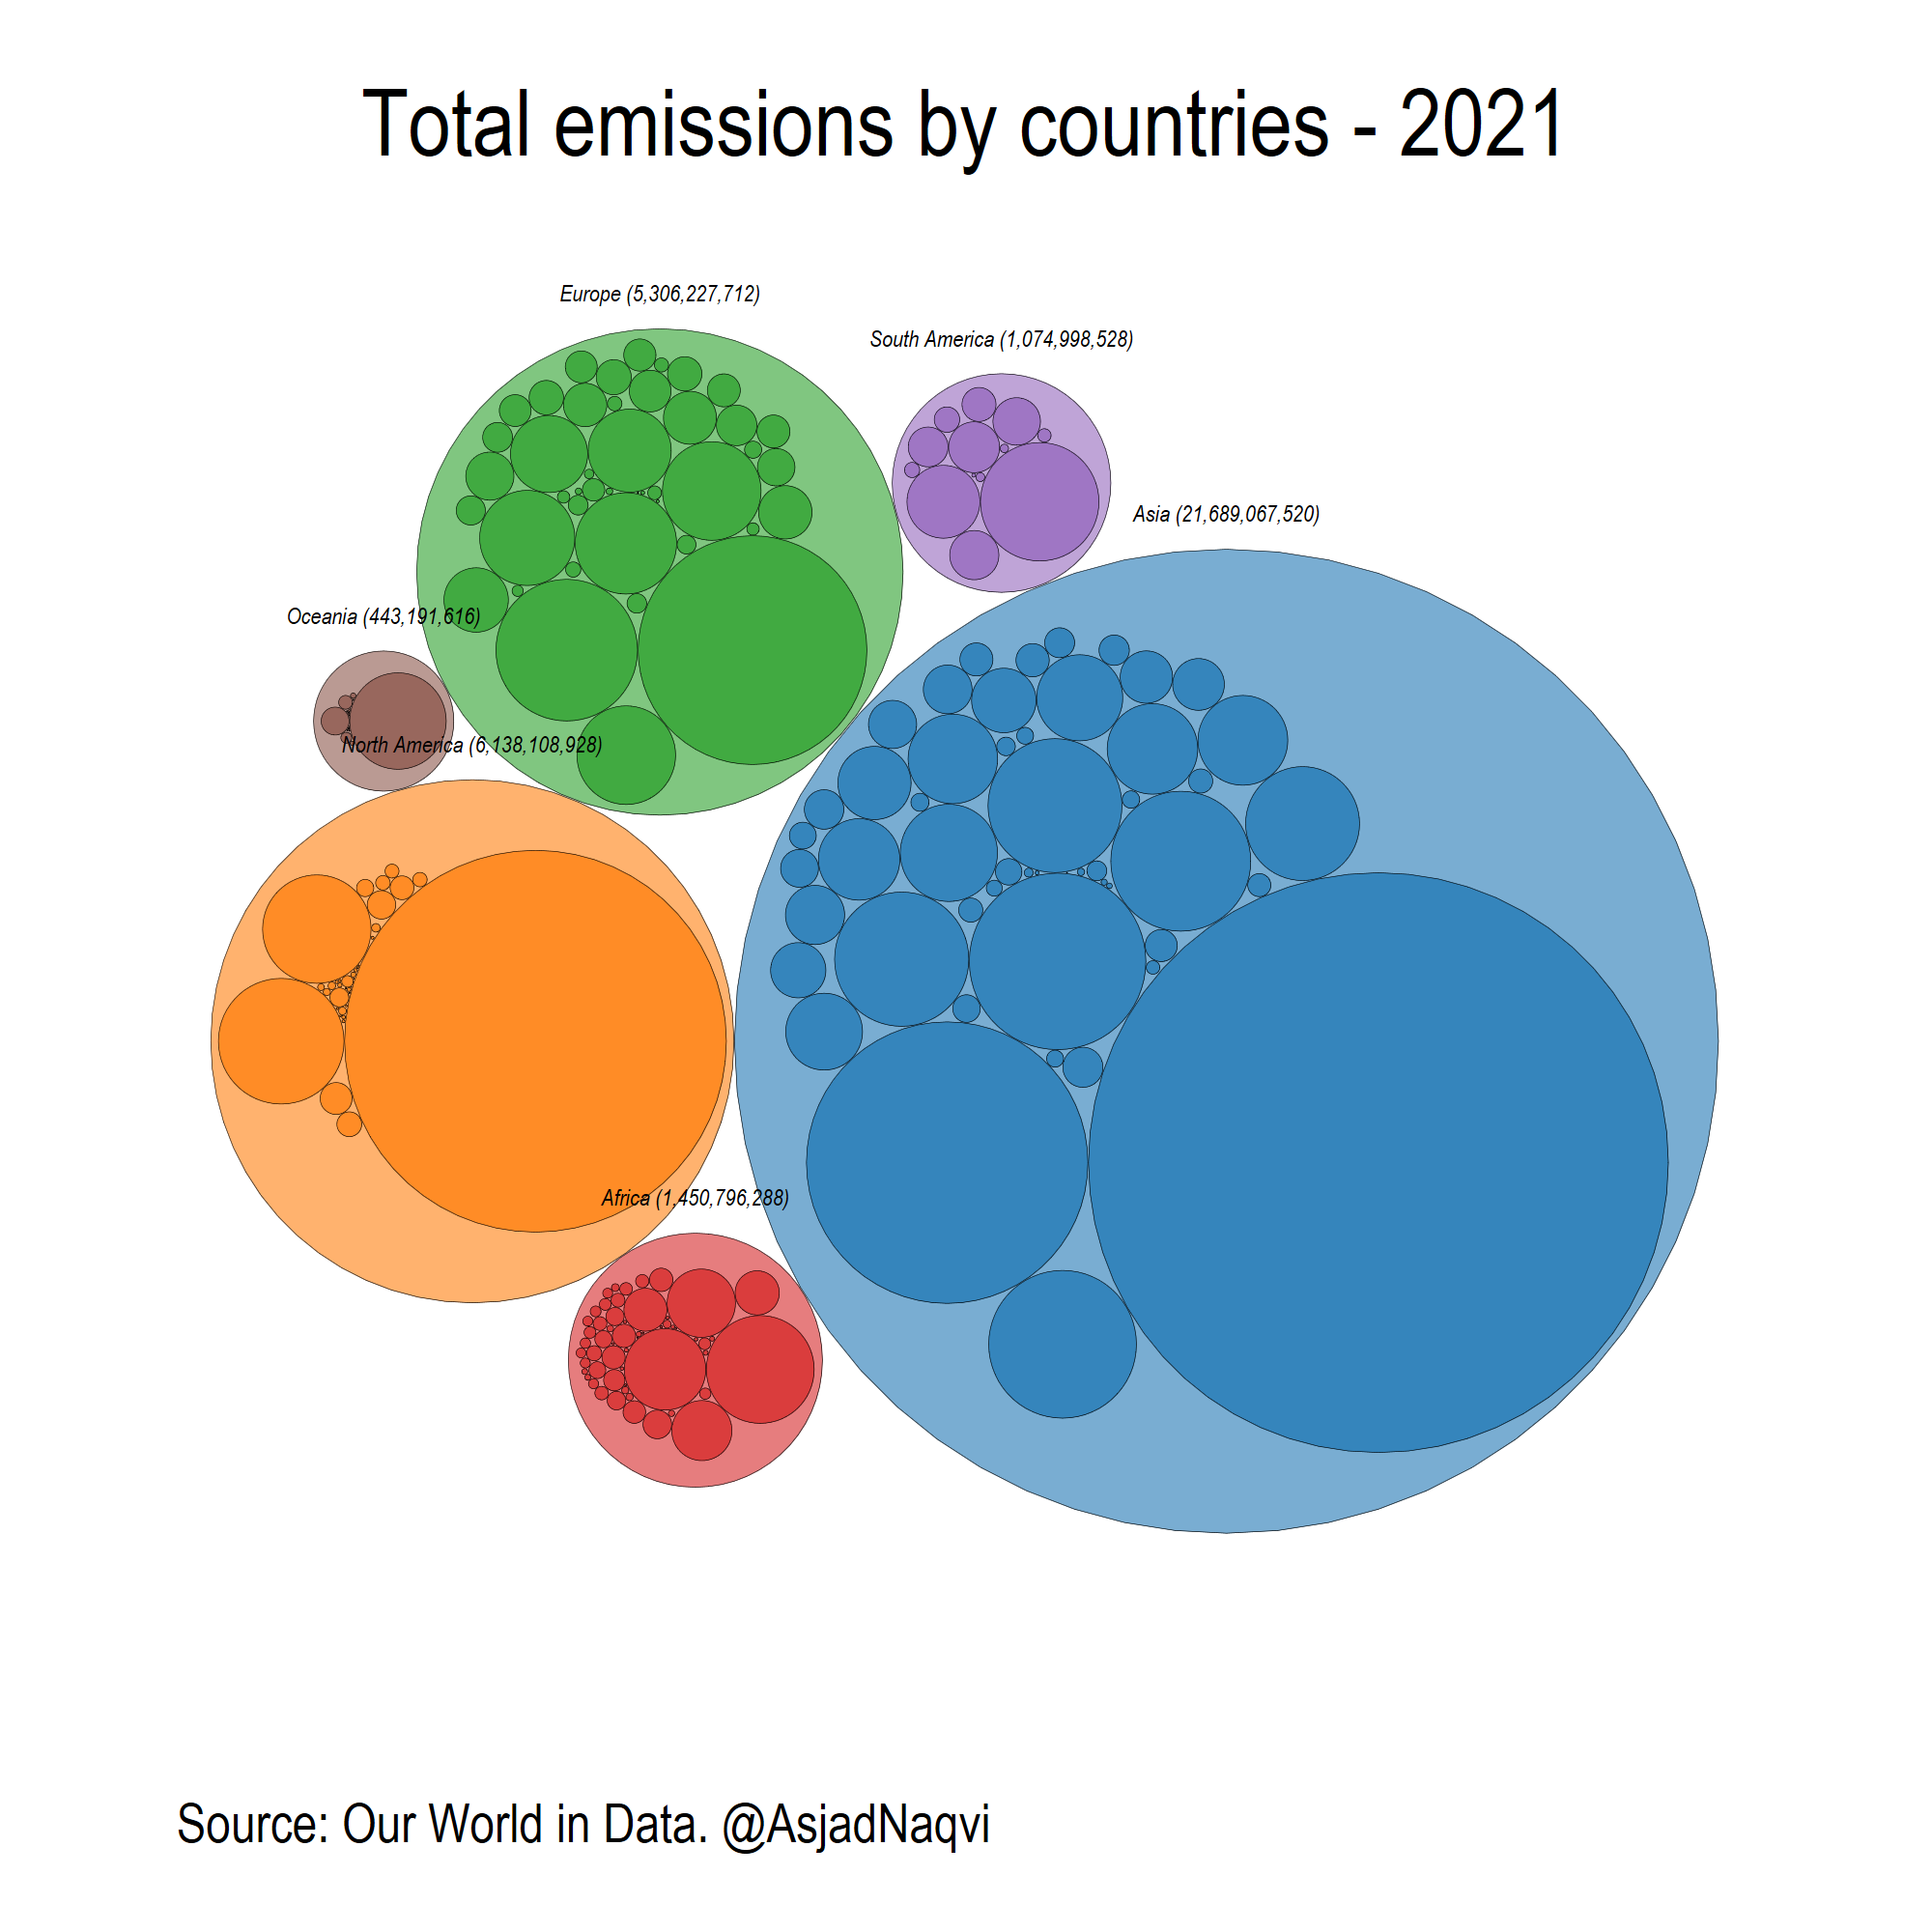 Total emissions by countries - 2021
Europe (5,306,227,712)
South America (1,074,998,528)
Asia (21,689,067,520)
Oceania (443,191,616)
North America (6,138,108,928)
Africa (1,450,796,288)
Source: Our World in Data. @AsjadNaqvi